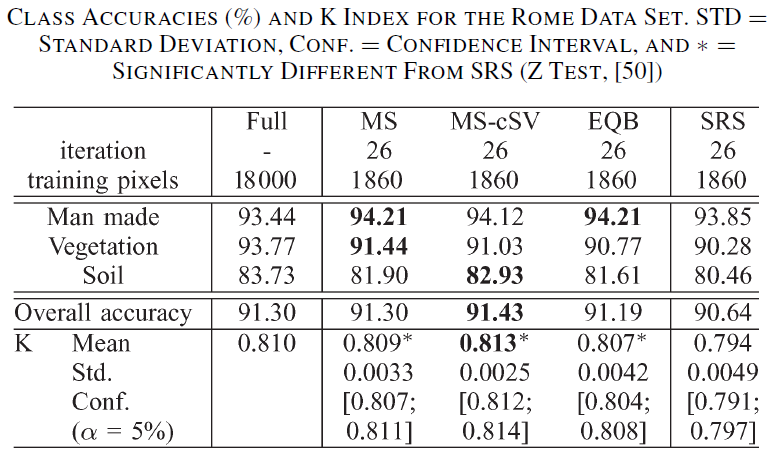 CLASS ACCURACIES (%) AND K INDEX FOR THE ROME DATA SET. STD =
STANDARD DEVIATION, CONF. = CONFIDENCE INTERVAL, AND * =
SIGNIFICANTLY DIFFERENT FROM SRS (Z TEST, [50])
Full MS MS-cSV EQB SRS
iteration - 26 26 26 26
training pixels 18000 1860 1860 1860 1860
Man made 93.44 94.21 94.12 94.21 93.85
Vegetation 93.77 91.44 91.03 90.77 90.28
Soil 83.73 81.90 82.93 81.61 80.46
Overall accuracy 91.30 91.30 91.43 91.19 90.64
K Mean 0.810 0.809* 0.813* 0.807* 0.794
Std. 0.0033 0.0025 0.0042 0.0049
Conf. [0.807; [0.812; [0.804; [0.791;
(α = 5%) 0.811] 0.814] 0.808] 0.797]